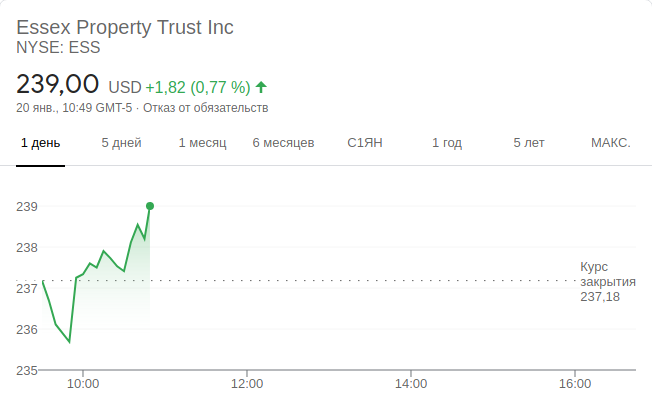 Essex Property Trust Inc
NYSE: ESS
239,00 USD +1,82 (0,77 %)
20 янв., 10:49 GMT-5 · Отказ от обязательств
1 день 5 дней 1 месяц 6 месяцев С1ЯН 1 год 5 лет МАКС.
239
238
Курс
закрытия
237,18
237
236
235
10:00 12:00 14:00 16:00